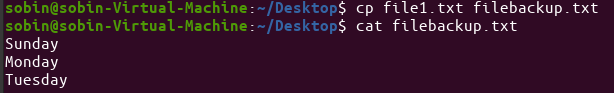 sobin@sobin-Virtual-Machine:~/Desktop$ cp file1.txt filebackup.txt
sobin@sobin-Virtual-Machine:~/Desktop$ cat filebackup.txt
Sunday
Monday
Tuesday